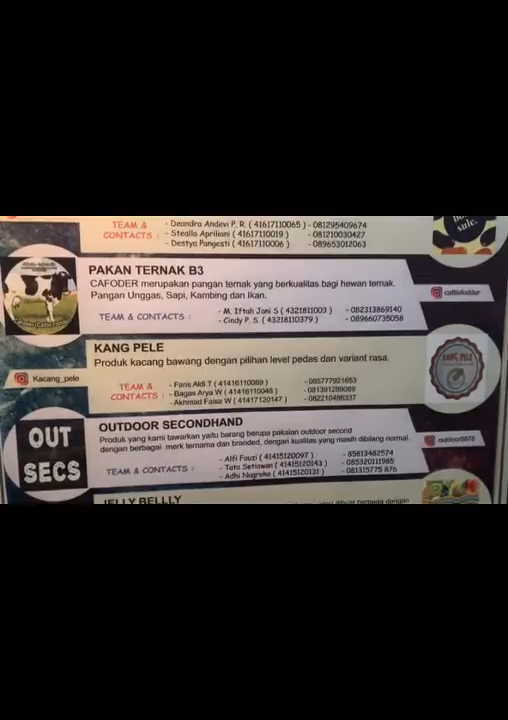 TEAM &
CONTACTS :
- Deandra Andevi P. R. ( 41617110065 ) - 081295409674
- Stealla Apriliani ( 41617110019 ) - 081210030427
- Destya Pangesti ( 41617110006 ) - 089653012063
sule.
PAKAN TERNAK B3
CAFODER merupakan pangan ternak yang berkualitas bagi hewan ternak.
Pangan Unggas, Sapi, Kambing dan Ikan.
TEAM & CONTACTS :
- M. Iftah Jani S ( 4321811003 ) - 082313869140
- Cindy P. S. ( 43218110379 ) - 089660735058
cattlefodder
KANG PELE
Produk kacang bawang dengan pilihan level pedas dan variant rasa.
Kacang_pele
TEAM &
CONTACTS :
- Faris Aldi T ( 41416110089 ) - 085777921653
- Bagas Arya W ( 41416110048 ) - 081391289089
- Akhmad Faisa W ( 41417120147 ) - 082210486337
KANG PELE
OUT
SECS
OUTDOOR SECONDHAND
Produk yang kami tawarkan yaitu barang berupa pakaian outdoor second
dengan berbagai merk ternama dan branded, dengan kualitas yang masih dibilang normal.
TEAM & CONTACTS :
- Alfi Fauzi ( 41415120097 ) - 85813482574
- Toto Setiawan ( 41415120143 ) - 085320111985
- Adhi Nugroho ( 41415120131 ) - 081315775 876
outdoor8878
JELLY BELLLY